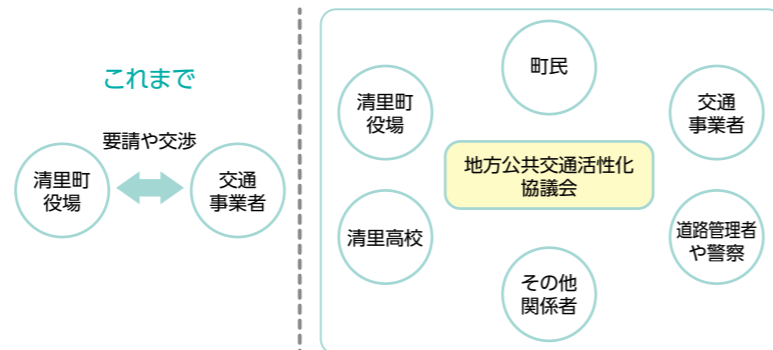 これまで
要請や交渉
清里町
役場
交通
事業者
町民
清里町
役場
交通
事業者
地方公共交通活性化
協議会
清里高校
道路管理者
や警察
その他
関係者